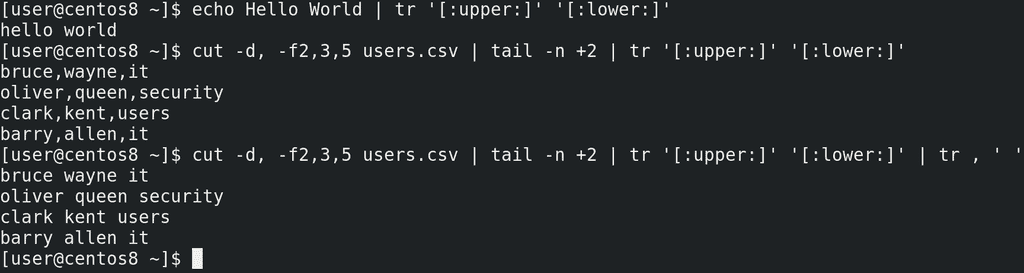 [user@centos8 ~]$ echo Hello World | tr '[:upper:]' '[:lower:]'
hello world
[user@centos8 ~]$ cut -d, -f2,3,5 users.csv | tail -n +2 | tr '[:upper:]' '[:lower:]'
bruce,wayne,it
oliver,queen,security
clark,kent,users
barry,allen,it
[user@centos8 ~]$ cut -d, -f2,3,5 users.csv | tail -n +2 | tr '[:upper:]' '[:lower:]' | tr , ' '
bruce wayne it
oliver queen security
clark kent users
barry allen it
[user@centos8 ~]$